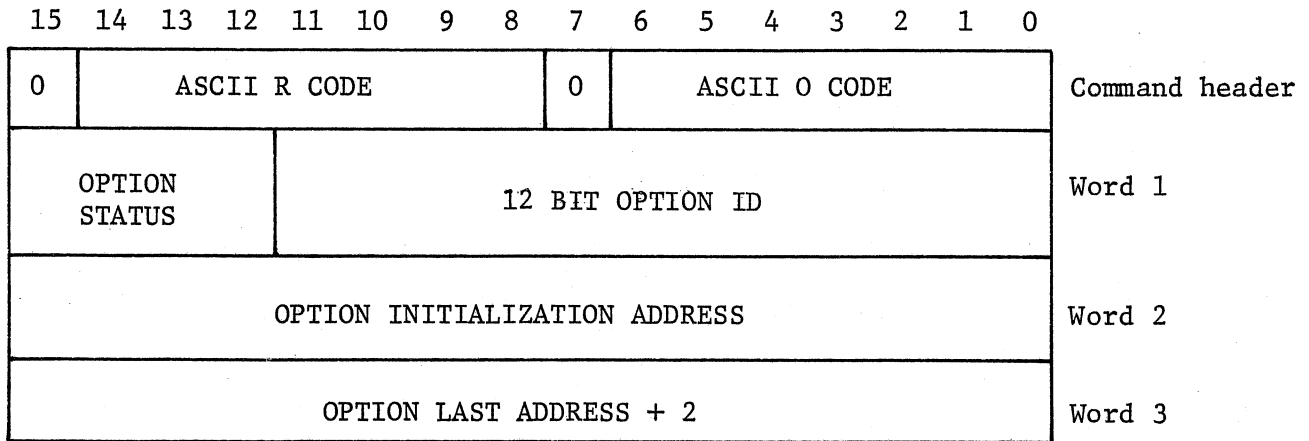 15 14 13 12 11 10 9 8 7 6 5 4 3 2 1 0
0 ASCII R CODE 0 ASCII O CODE Command header
OPTION
STATUS
12 BIT OPTION ID Word 1
OPTION INITIALIZATION ADDRESS Word 2
OPTION LAST ADDRESS + 2 Word 3